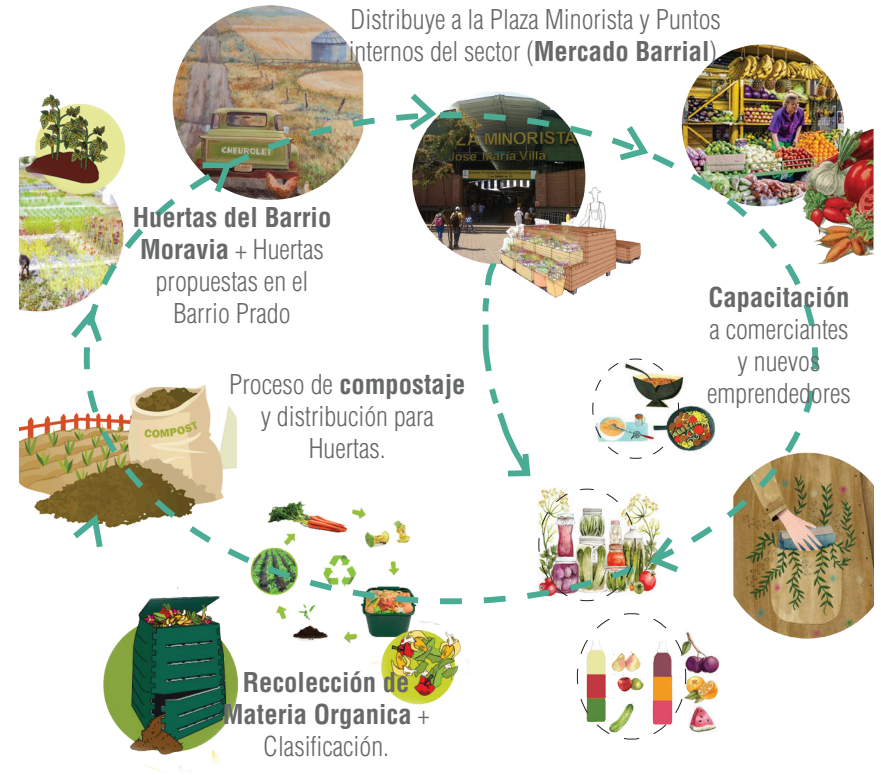 Distribuye a la Plaza Minorista y Puntos
internos del sector (Mercado Barrial)
CHEVROLET
PLAZA MINORISTA
José María Villa
Huertas del Barrio
Moravia + Huertas
propuestas en el
Barrio Prado
Capacitación
a comerciantes
y nuevos
emprendedores
Proceso de compostaje
y distribución para
Huertas.
COMPOST
Recolección de
Materia Organica +
Clasificación.